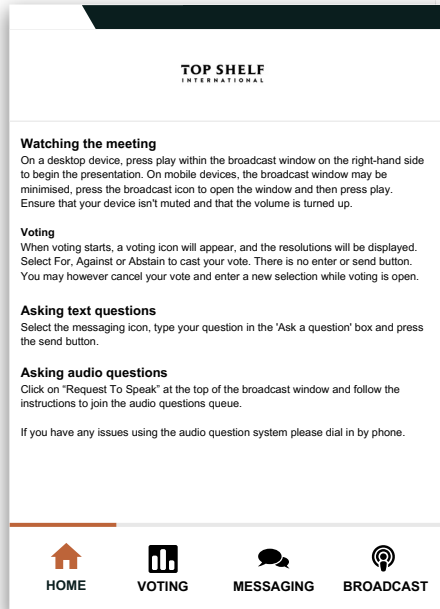 TOP SHELF
INTERNATIONAL
Watching the meeting
On a desktop device, press play within the broadcast window on the right-hand side
to begin the presentation. On mobile devices, the broadcast window may be
minimised, press the broadcast icon to open the window and then press play.
Ensure that your device isn't muted and that the volume is turned up.
Voting
When voting starts, a voting icon will appear, and the resolutions will be displayed.
Select For, Against or Abstain to cast your vote. There is no enter or send button.
You may however cancel your vote and enter a new selection while voting is open.
Asking text questions
Select the messaging icon, type your question in the 'Ask a question' box and press
the send button.
Asking audio questions
Click on “Request To Speak” at the top of the broadcast window and follow the
instructions to join the audio questions queue.
If you have any issues using the audio question system please dial in by phone.
HOME VOTING MESSAGING BROADCAST